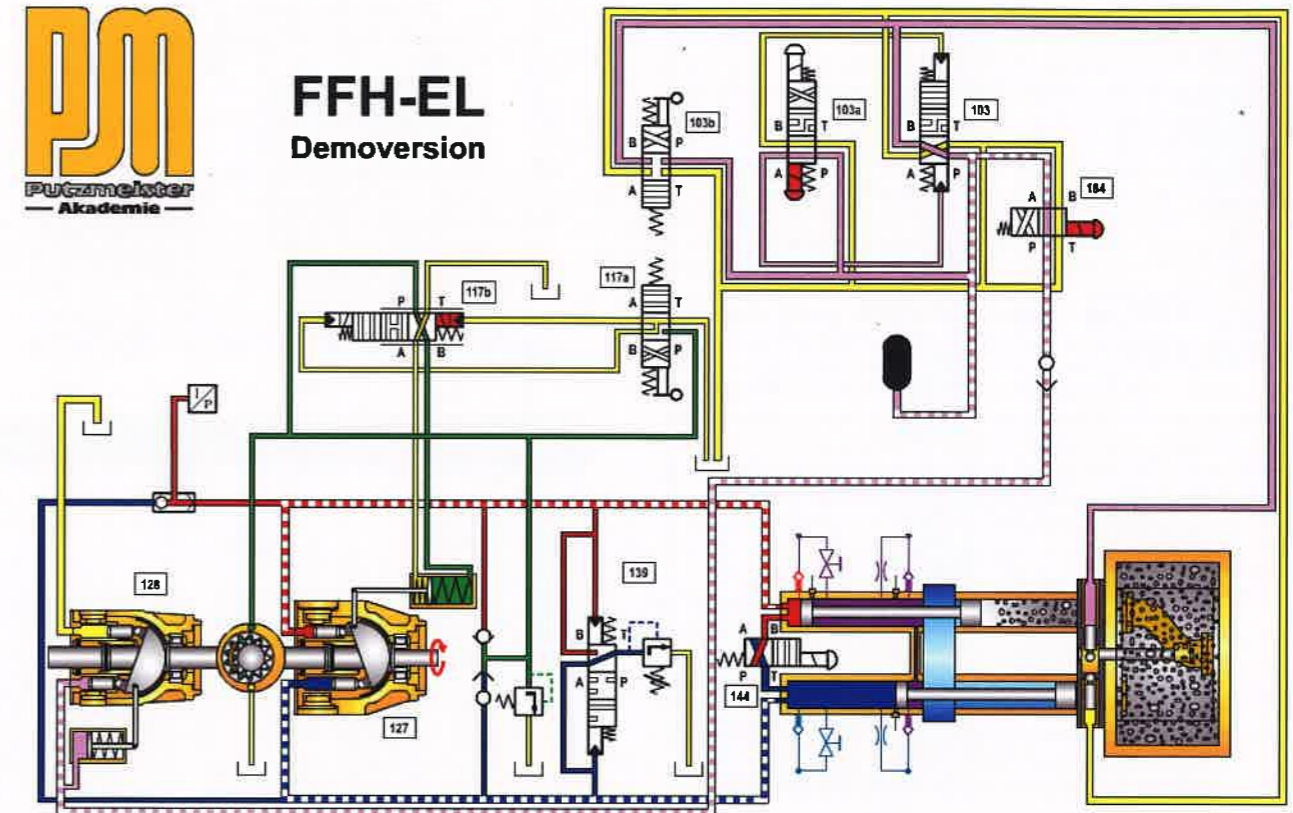 PM
Putzmeister
Akademie
FFH-EL
Demoversion
103b
B P
A T
103a
B T
A P
103
B T
A P
184
A B
P T
117a
A T
B P
117b
P T
A B
I/P
128
127
139
B T
A P
144
A B
P T